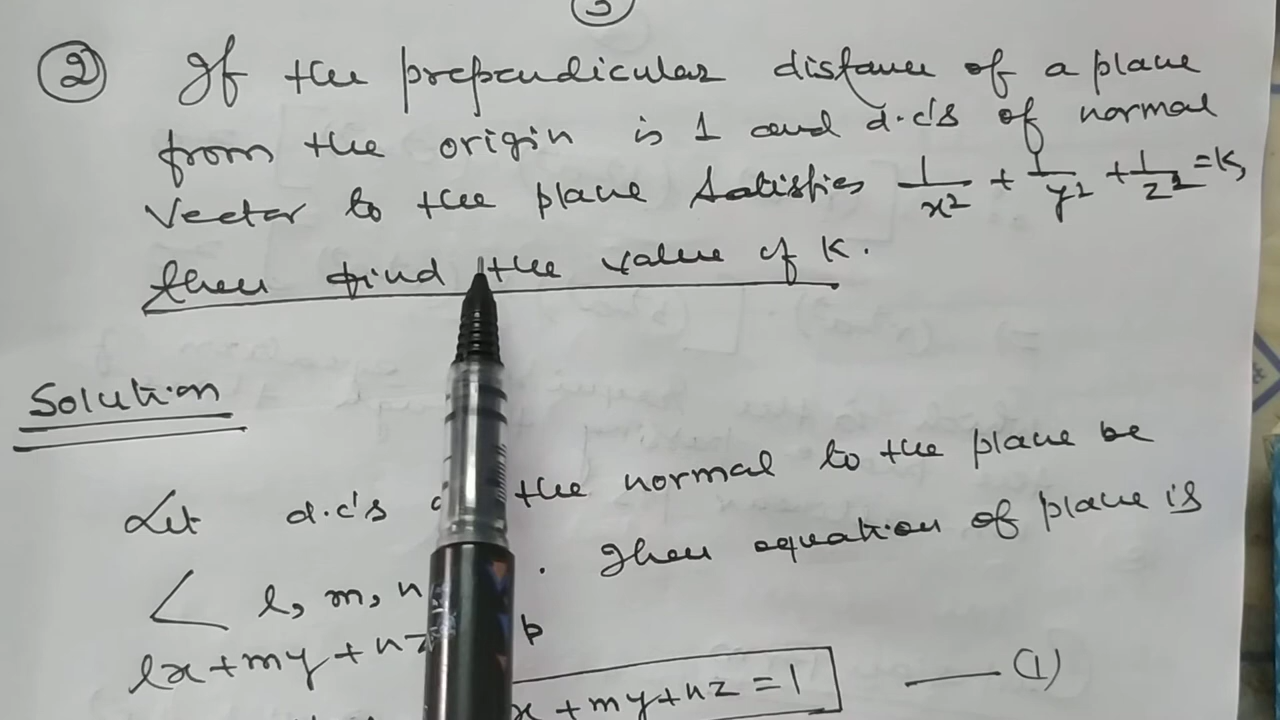 3
2 If the prependicular distance of a plane
from the origin is 1 and d.c's of normal
Vector to the plane satisfies 1/x² + 1/y² + 1/z² = K,
then find the value of K.
Solution
Let d.c's the normal to the plane be
< l, m, n . Then equation of plane is
lx + my + nz p
x + my + nz = 1 —— (1)